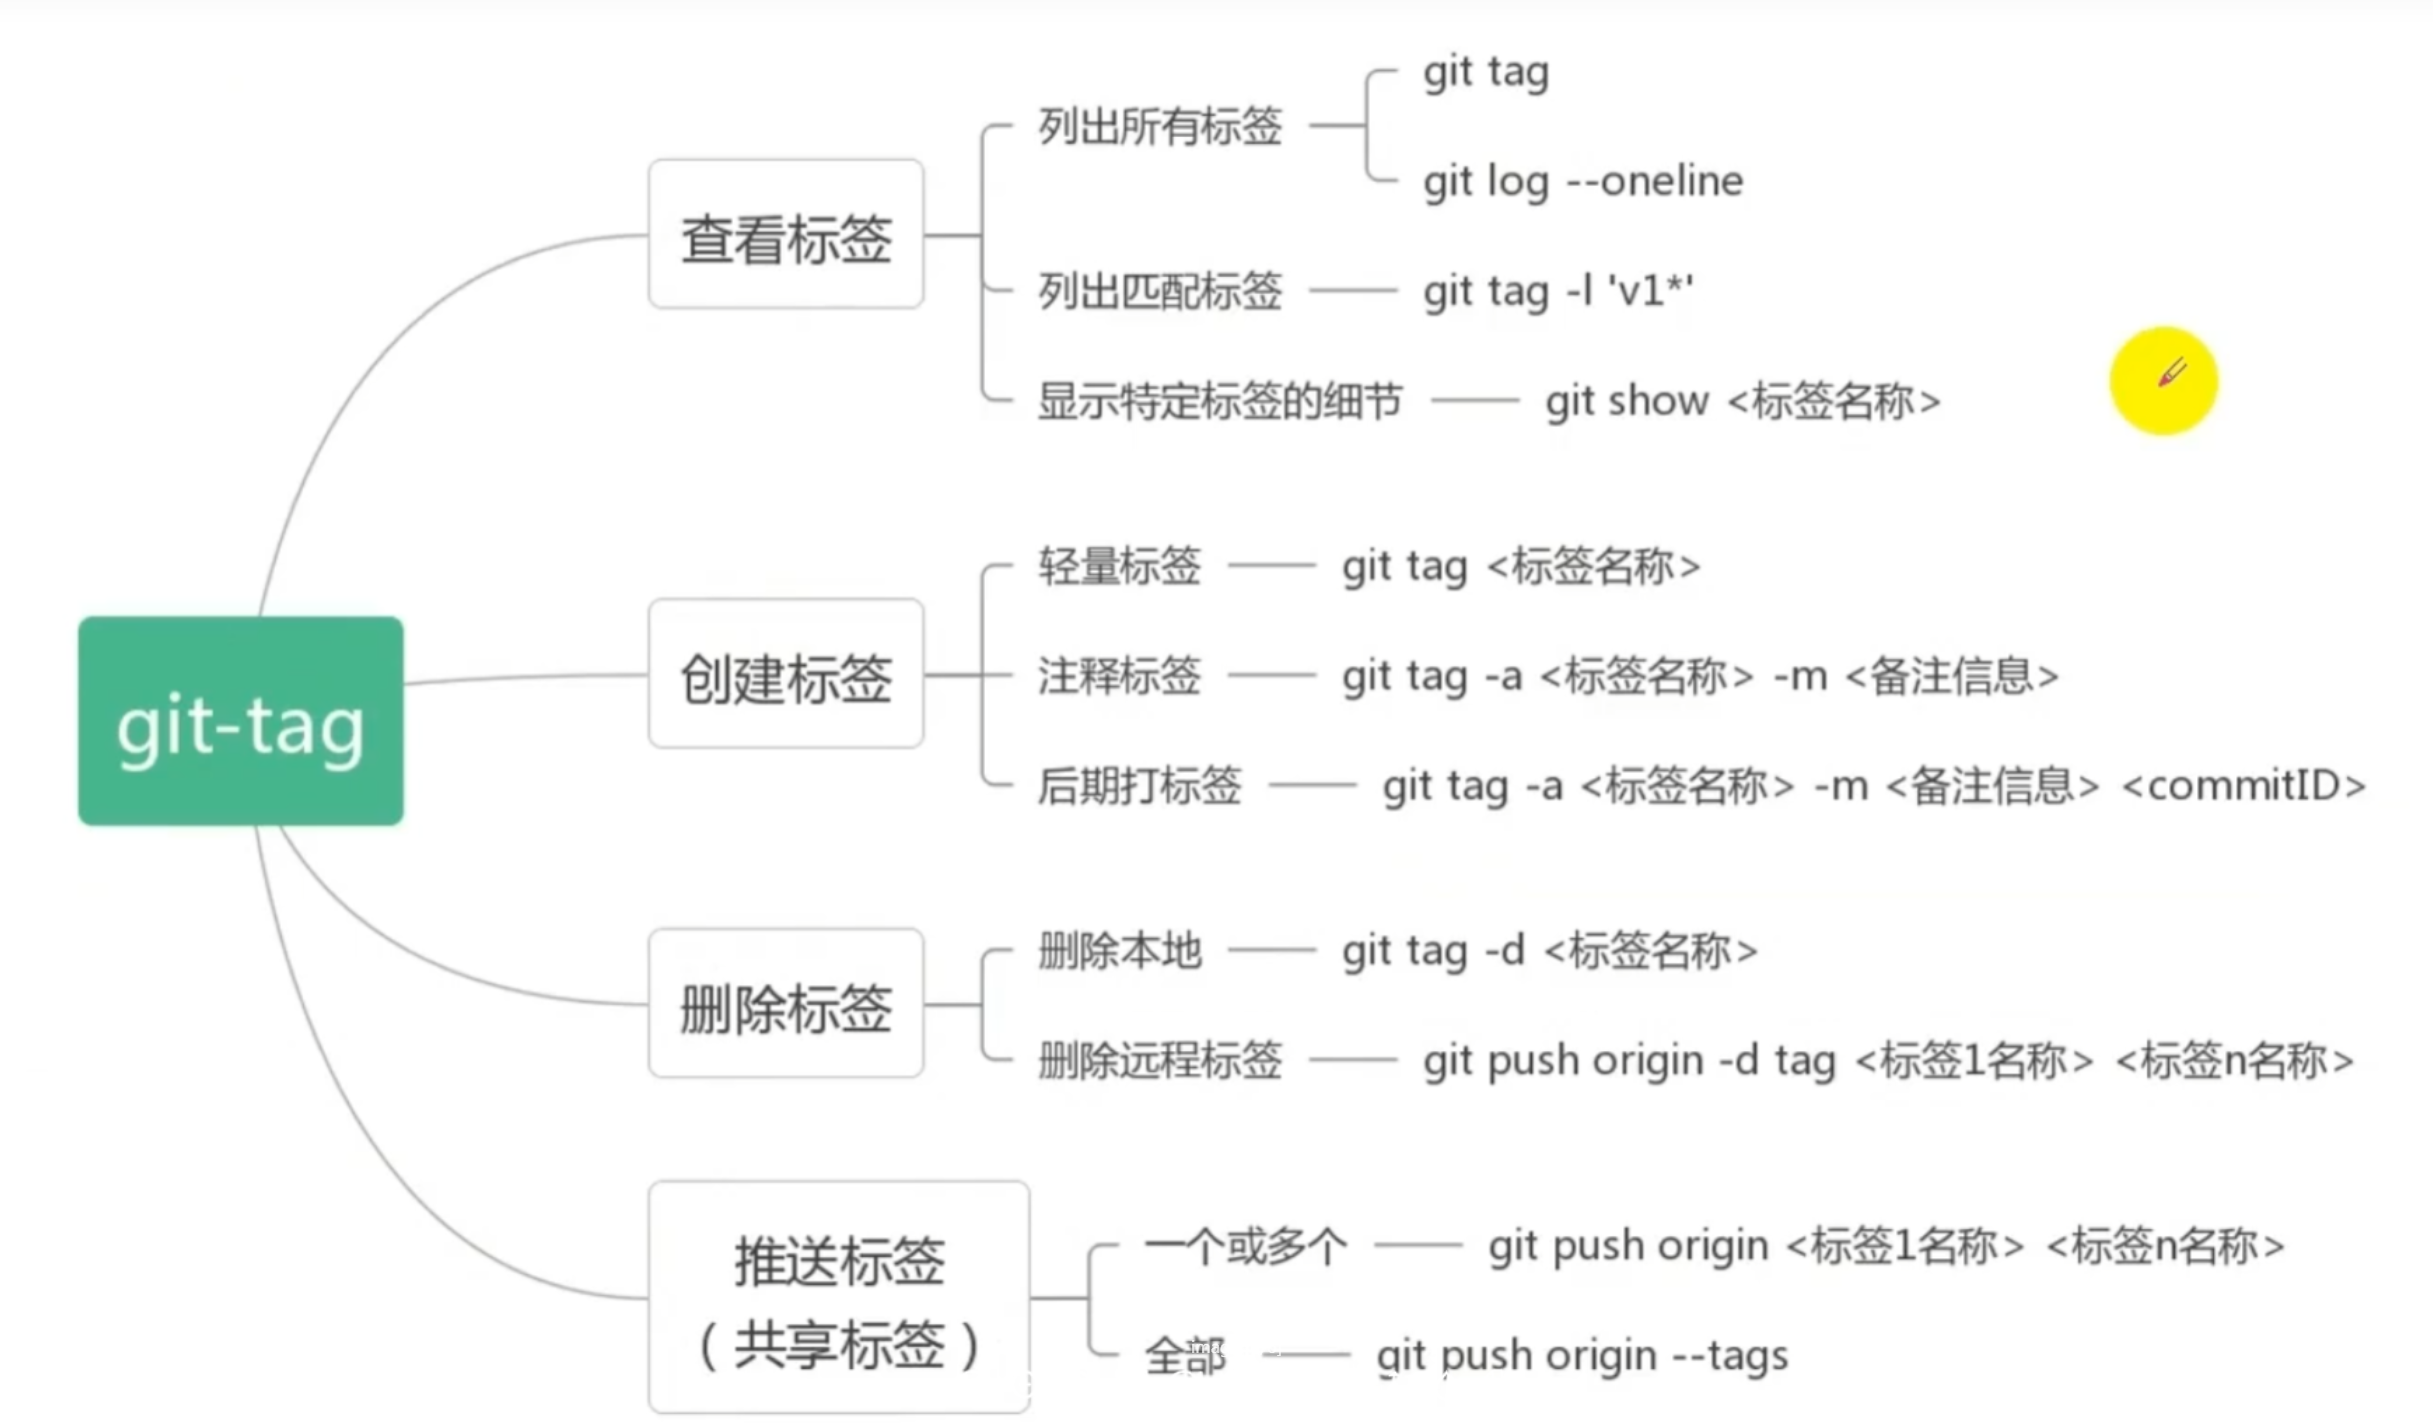 git-tag
查看标签
列出所有标签
git tag
git log --oneline
列出匹配标签
git tag -l 'v1*'
显示特定标签的细节
git show <标签名称>
创建标签
轻量标签
git tag <标签名称>
注释标签
git tag -a <标签名称> -m <备注信息>
后期打标签
git tag -a <标签名称> -m <备注信息> <commitID>
删除标签
删除本地
git tag -d <标签名称>
删除远程标签
git push origin -d tag <标签1名称> <标签n名称>
推送标签
（共享标签）
一个或多个
git push origin <标签1名称> <标签n名称>
全部
git push origin --tags